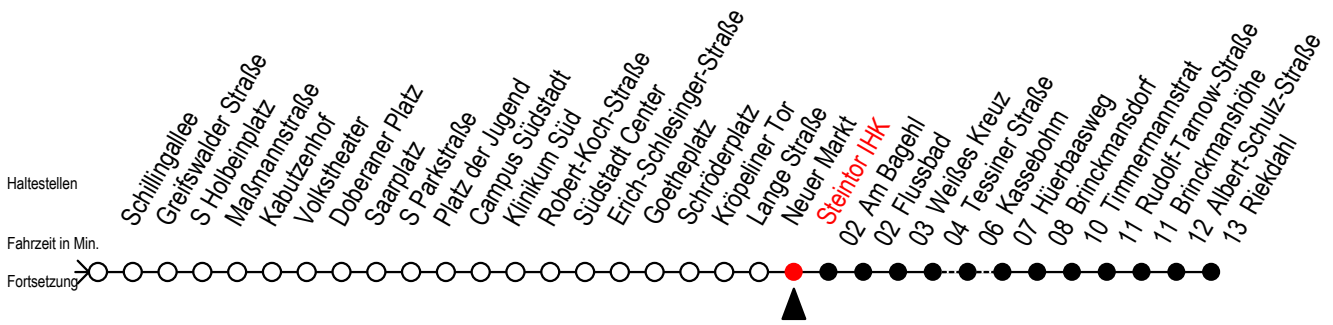 Haltestellen
Fahrzeit in Min.
Fortsetzung
Schillingallee
Greifswalder Straße
S Holbeinplatz
Maßmannstraße
Kabutzenhof
Volkstheater
Doberaner Platz
Saarplatz
S Parkstraße
Platz der Jugend
Campus Südstadt
Klinikum Süd
Robert-Koch-Straße
Südstadt Center
Erich-Schlesinger-Straße
Goetheplatz
Schröderplatz
Kröpeliner Tor
Lange Straße
Neuer Markt
Steintor IHK
02 Am Bagehl
02 Flussbad
03 Weißes Kreuz
04 Tessiner Straße
06 Kassebohm
07 Hüerbaasweg
08 Brinckmansdorf
10 Timmermannstrat
11 Rudolf-Tarnow-Straße
11 Brinckmanshöhe
12 Albert-Schulz-Straße
13 Riekdahl